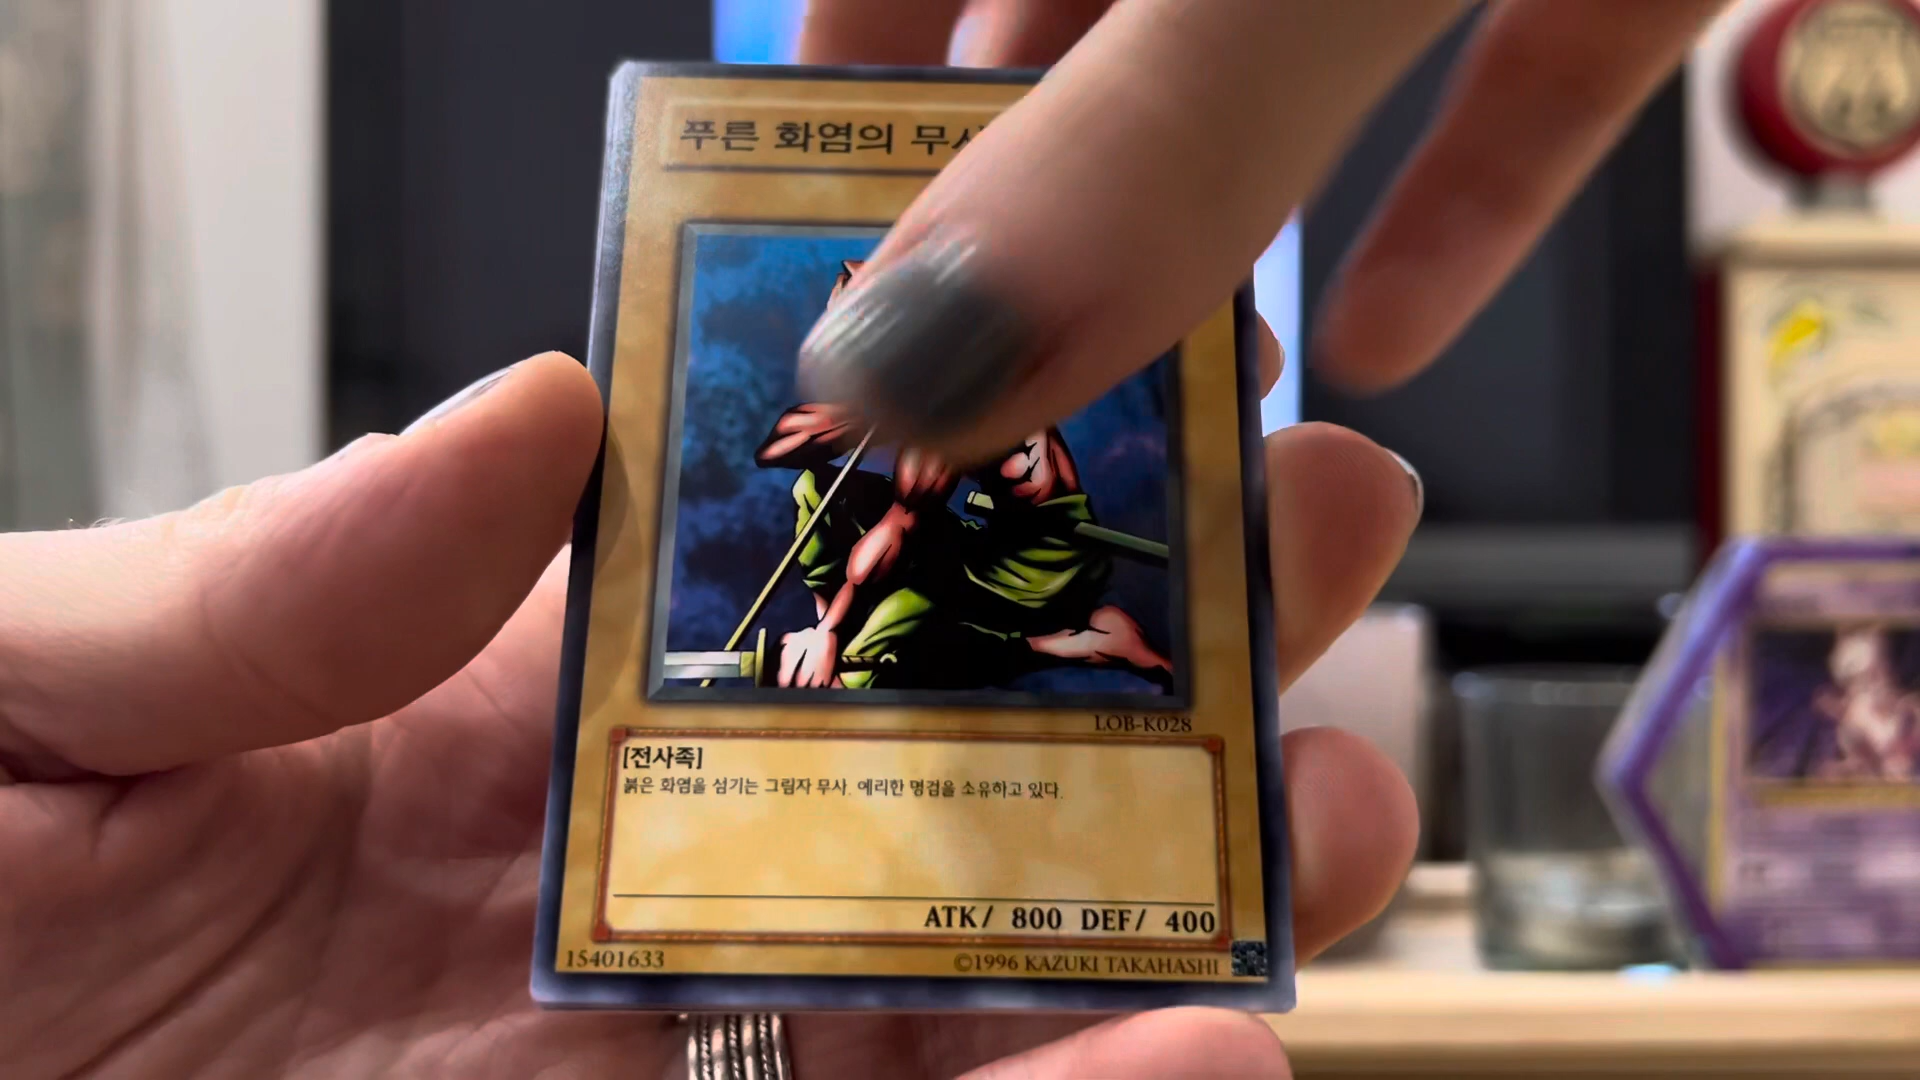 푸른 화염의 무사
LOB-K028
[전사족]
붉은 화염을 섬기는 그림자 무사. 예리한 명검을 소유하고 있다.
ATK/ 800 DEF/ 400
15401633
©1996 KAZUKI TAKAHASHI